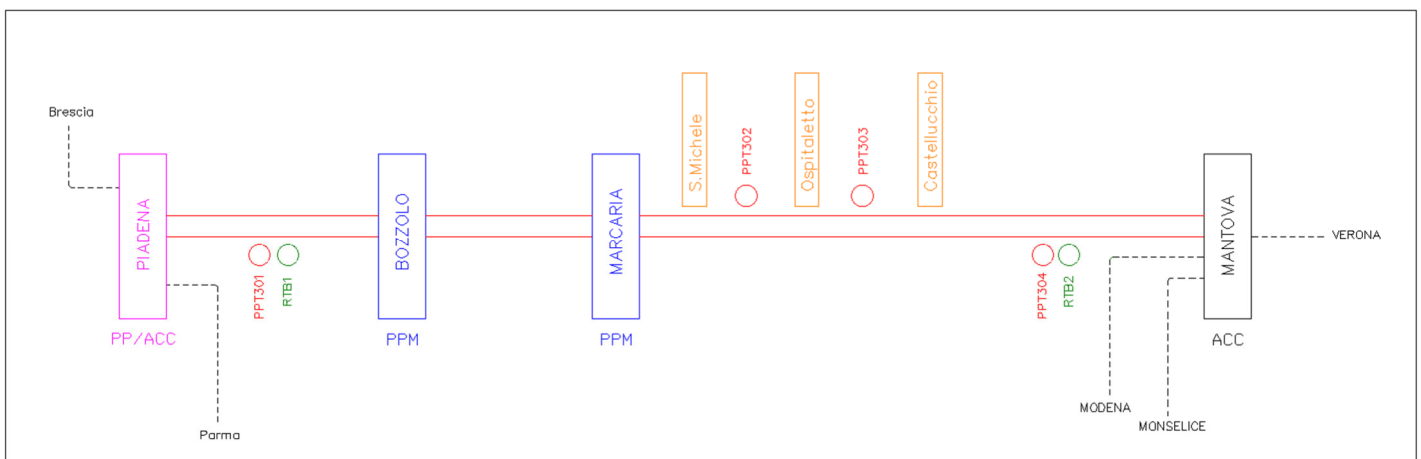 Brescia
PIADENA
PP/ACC
Parma
PPT301
RTB1
BOZZOLO
PPM
MARCARIA
PPM
S.Michele
PPT302
Ospitaletto
PPT303
Castellucchio
PPT304
RTB2
MANTOVA
ACC
VERONA
MODENA
MONSELICE